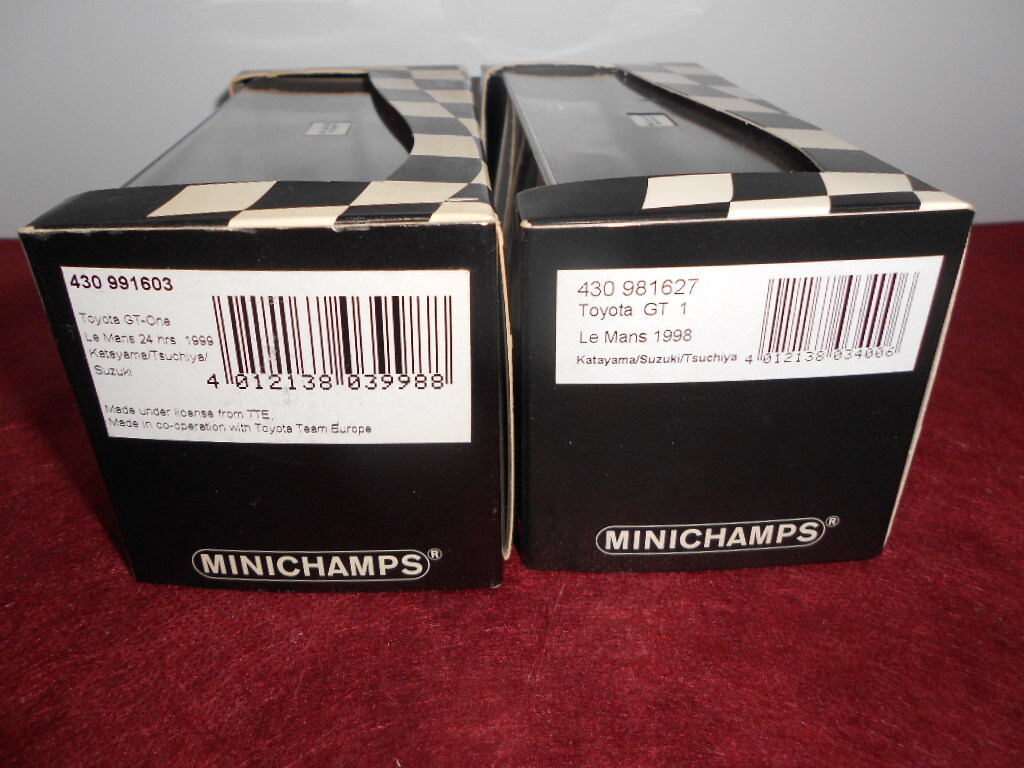 430 991603
Toyota GT-One
Le Mans 24 hrs 1999
Katayama/Tsuchiya/
Suzuki
4 012138 039988
Made under license from TTE.
Made in co-operation with Toyota Team Europe
MINICHAMPS®
430 981627
Toyota GT 1
Le Mans 1998
Katayama/Suzuki/Tsuchiya
4 012138 034006
MINICHAMPS®